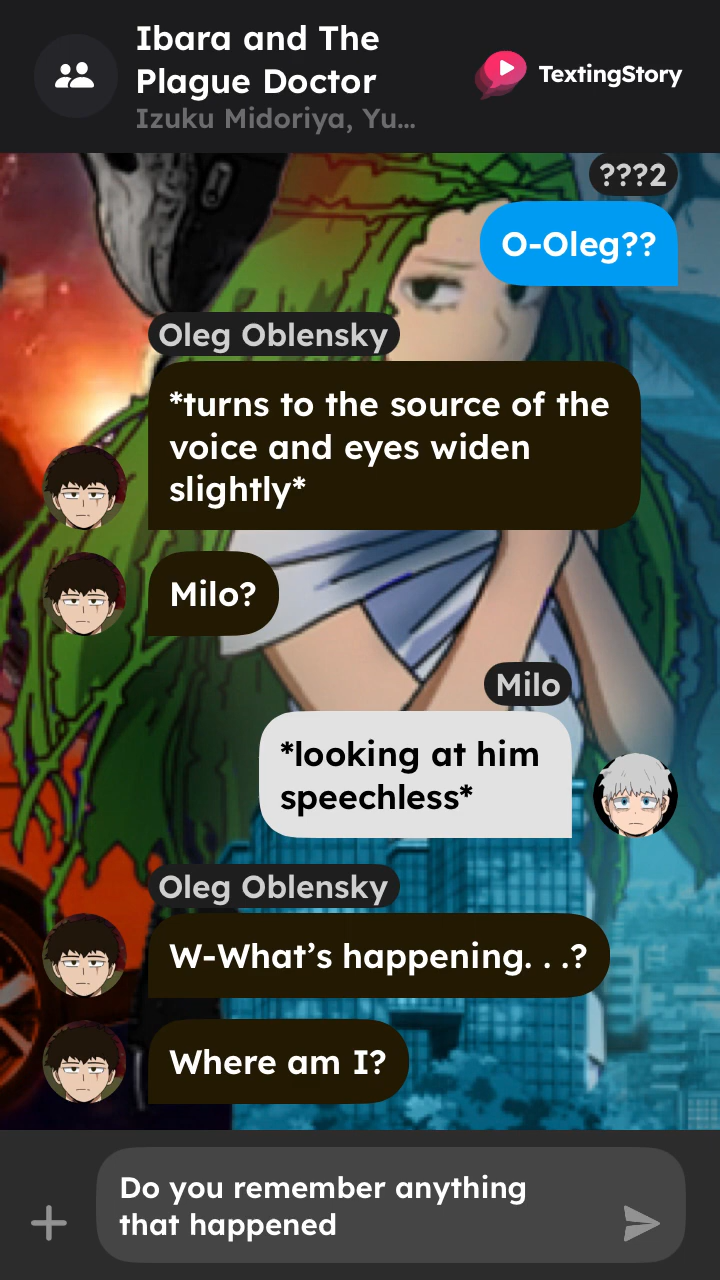 Ibara and The
Plague Doctor
Izuku Midoriya, Yu...
TextingStory
???2
O-Oleg??
Oleg Oblensky
*turns to the source of the
voice and eyes widen
slightly*
Milo?
Milo
*looking at him
speechless*
Oleg Oblensky
W-What’s happening. . .?
Where am I?
Do you remember anything
that happened